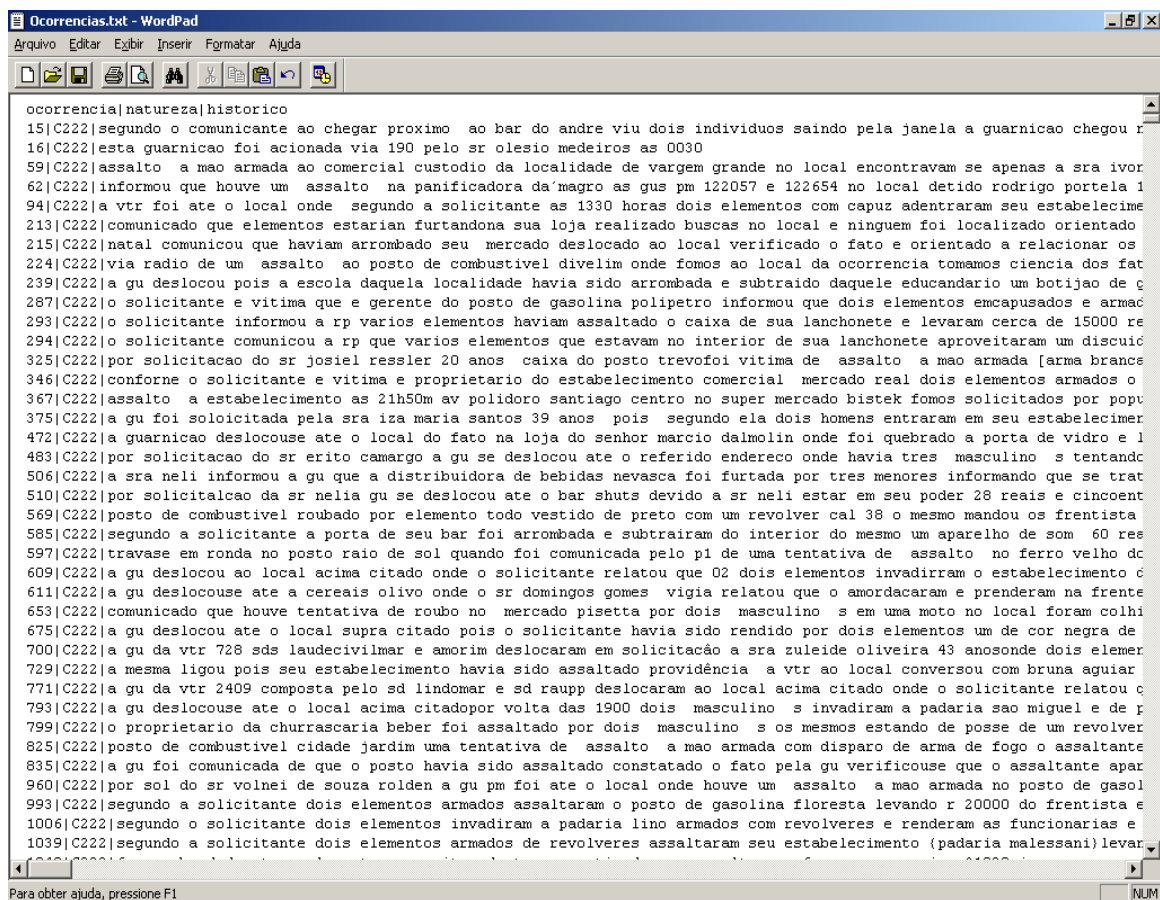 Ocorrencias.txt - WordPad
Arquivo Editar Exibir Inserir Formatar Ajuda
ocorrencia|natureza|historico
15|C222|segundo o comunicante ao chegar proximo  ao bar do andre viu dois individuos saindo pela janela a guarnicao chegou
16|C222|esta guarnicao foi acionada via 190 pelo sr olesio medeiros as 0030
59|C222|assalto  a mao armada ao comercial custodio da localidade de vargem grande no local encontravam se apenas a sra ivor
62|C222|informou que houve um  assalto  na panificadora da´magro as gus pm 122057 e 122654 no local detido rodrigo portela 1
94|C222|a vtr foi ate o local onde  segundo a solicitante as 1330 horas dois elementos com capuz adentraram seu estabelecime
213|C222|comunicado que elementos estarian furtandona sua loja realizado buscas no local e ninguem foi localizado orientado
215|C222|natal comunicou que haviam arrombado seu  mercado deslocado ao local verificado o fato e orientado a relacionar os
224|C222|via radio de um  assalto  ao posto de combustivel divelim onde fomos ao local da ocorrencia tomamos ciencia dos fat
239|C222|a gu deslocou pois a escola daquela localidade havia sido arrombada e subtraido daquele educandario um botijao de
287|C222|o solicitante e vitima que e gerente do posto de gasolina polipetro informou que dois elementos emcapusados e armad
293|C222|o solicitante informou a rp varios elementos haviam assaltado o caixa de sua lanchonete e levaram cerca de 15000 re
294|C222|o solicitante comunicou a rp que varios elementos que estavam no interior de sua lanchonete aproveitaram um discuid
325|C222|por solicitacao do sr josiel ressler 20 anos  caixa do posto trevofoi vitima de  assalto  a mao armada [arma branca
346|C222|conforne o solicitante e vitima e proprietario do estabelecimento comercial  mercado real dois elementos armados o
367|C222|assalto  a estabelecimento as 21h50m av polidoro santiago centro no super mercado bistek fomos solicitados por popu
375|C222|a gu foi soloicitada pela sra iza maria santos 39 anos  pois  segundo ela dois homens entraram em seu estabelecimen
472|C222|a guarnicao deslocouse ate o local do fato na loja do senhor marcio dalmolin onde foi quebrado a porta de vidro e l
483|C222|por solicitacao do sr erito camargo a gu se deslocou ate o referido endereco onde havia tres  masculino  s tentando
506|C222|a sra neli informou a gu que a distribuidora de bebidas nevasca foi furtada por tres menores informando que se trat
510|C222|por solicitalcao da sr nelia gu se deslocou ate o bar shuts devido a sr neli estar em seu poder 28 reais e cincoent
569|C222|posto de combustivel roubado por elemento todo vestido de preto com um revolver cal 38 o mesmo mandou os frentista
585|C222|segundo a solicitante a porta de seu bar foi arrombada e subtrairam do interior do mesmo um aparelho de som  60 rea
597|C222|travase em ronda no posto raio de sol quando foi comunicada pelo p1 de uma tentativa de  assalto  no ferro velho do
609|C222|a gu deslocou ao local acima citado onde o solicitante relatou que 02 dois elementos invadirram o estabelecimento
611|C222|a gu deslocouse ate a cereais olivo onde o sr domingos gomes  vigia relatou que o amordacaram e prenderam na frente
653|C222|comunicado que houve tentativa de roubo no  mercado pisetta por dois  masculino  s em uma moto no local foram colhi
675|C222|a gu deslocou ate o local supra citado pois o solicitante havia sido rendido por dois elementos um de cor negra de
700|C222|a gu da vtr 728 sds laudecivilmar e amorim deslocaram em solicitacâo a sra zuleide oliveira 43 anosonde dois elemen
729|C222|a mesma ligou pois seu estabelecimento havia sido assaltado providência  a vtr ao local conversou com bruna aguiar
771|C222|a gu da vtr 2409 composta pelo sd lindomar e sd raupp deslocaram ao local acima citado onde o solicitante relatou
793|C222|a gu deslocouse ate o local acima citadopor volta das 1900 dois  masculino  s invadiram a padaria sao miguel e de
799|C222|o proprietario da churrascaria beber foi assaltado por dois  masculino  s os mesmos estando de posse de um revolver
825|C222|posto de combustivel cidade jardim uma tentativa de  assalto  a mao armada com disparo de arma de fogo o assaltante
835|C222|a gu foi comunicada de que o posto havia sido assaltado constatado o fato pela gu verificouse que o assaltante apar
960|C222|por sol do sr volnei de souza rolden a gu pm foi ate o local onde houve um  assalto  a mao armada no posto de gasol
993|C222|segundo a solicitante dois elementos armados assaltaram o posto de gasolina floresta levando r 20000 do frentista e
1006|C222|segundo o solicitante dois elementos invadiram a padaria lino armados com revolveres e renderam as funcionarias e
1039|C222|segundo a solicitante dois elementos armados de revolveres assaltaram seu estabelecimento (padaria malessani)levar
Para obter ajuda, pressione F1
NUM